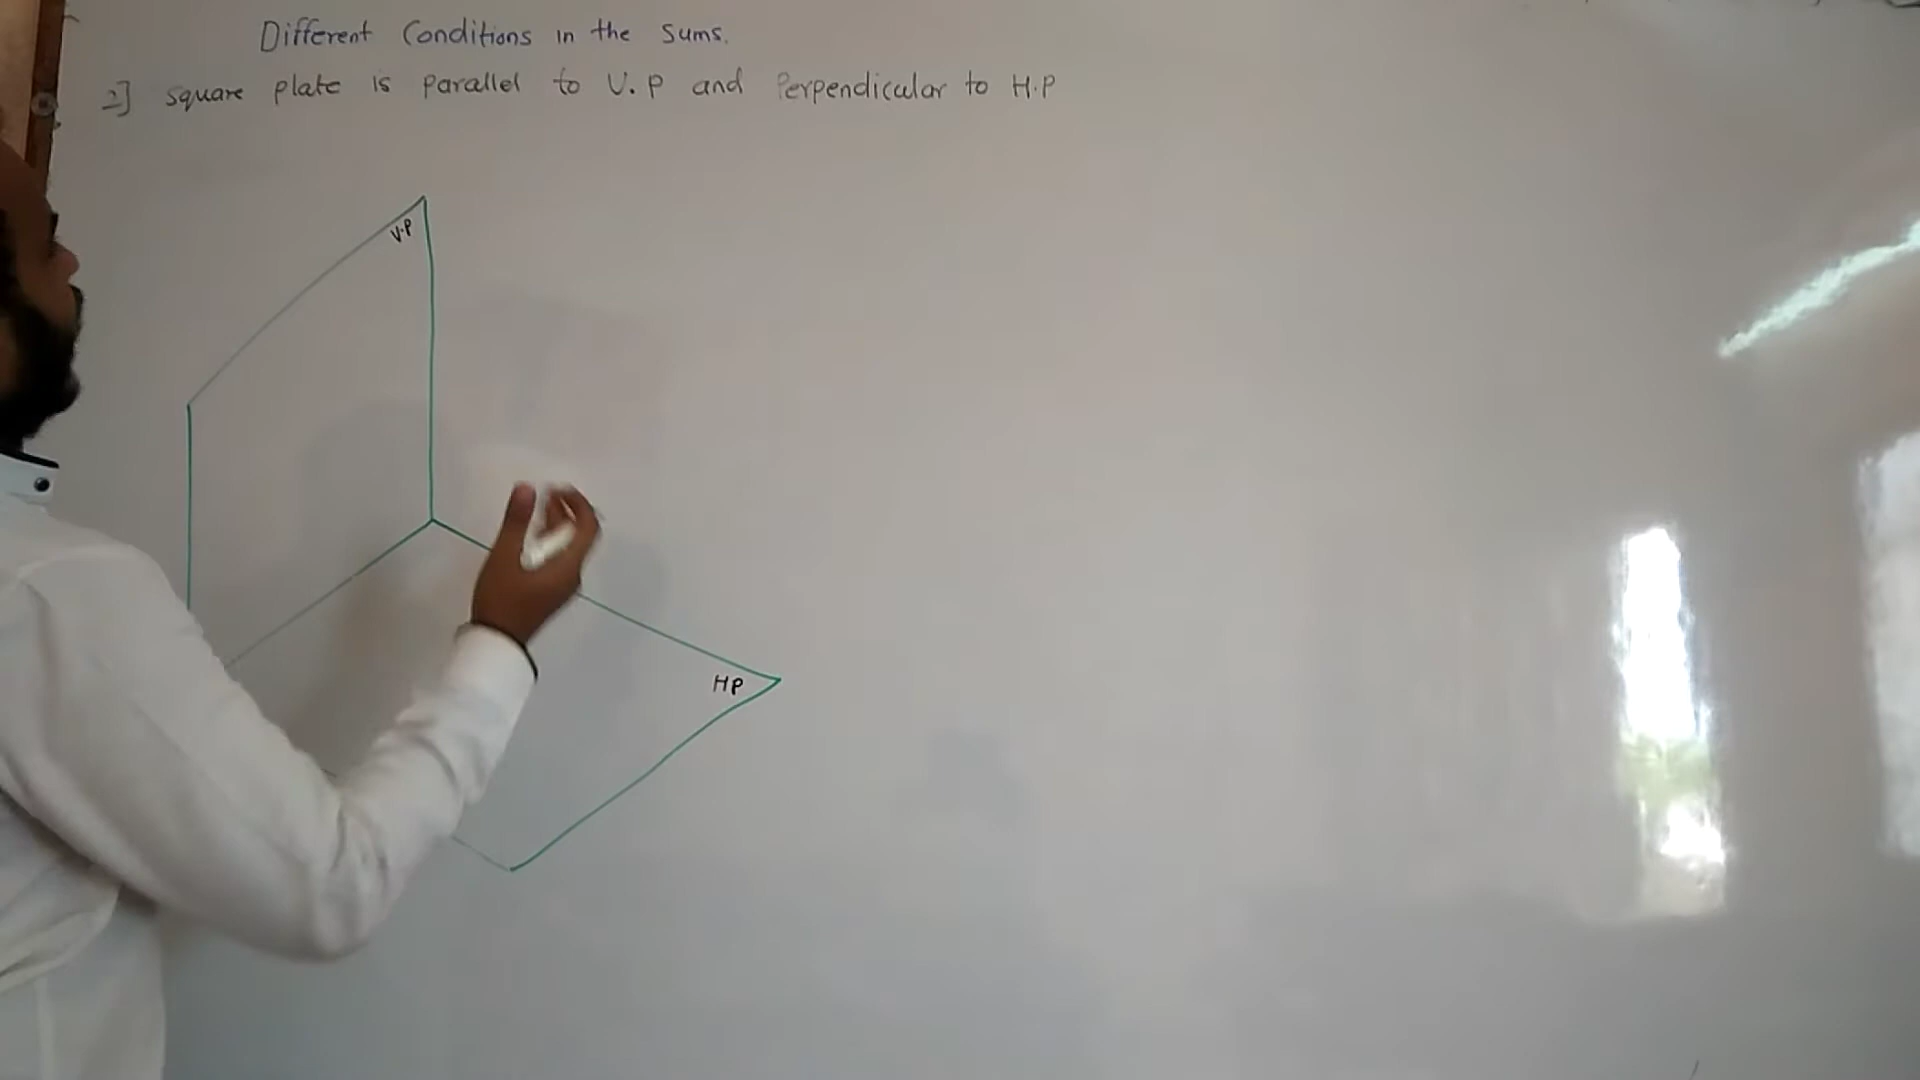 Different Conditions in the Sums.
2] square plate is parallel to V.P and Perpendicular to H.P
V.P
HP